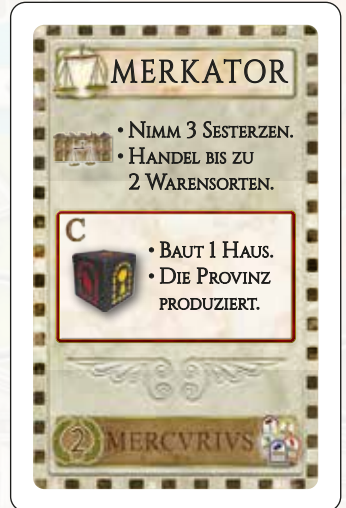 MERKATOR
• NIMM 3 SESTERZEN.
• HANDEL BIS ZU
2 WARENSORTEN.
C
• BAUT 1 HAUS.
• DIE PROVINZ
PRODUZIERT.
2 MERCVRIVS